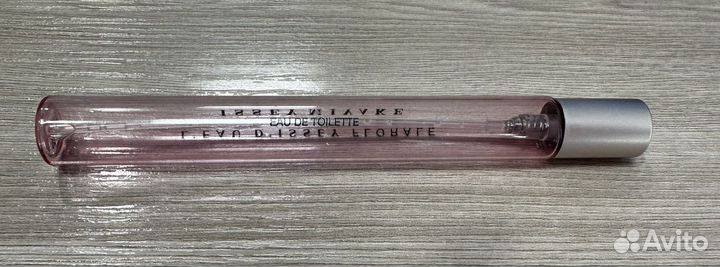 ISSEY MIYAKE
EAU DE TOILETTE
L'EAU D'ISSEY FLORALE
Avito